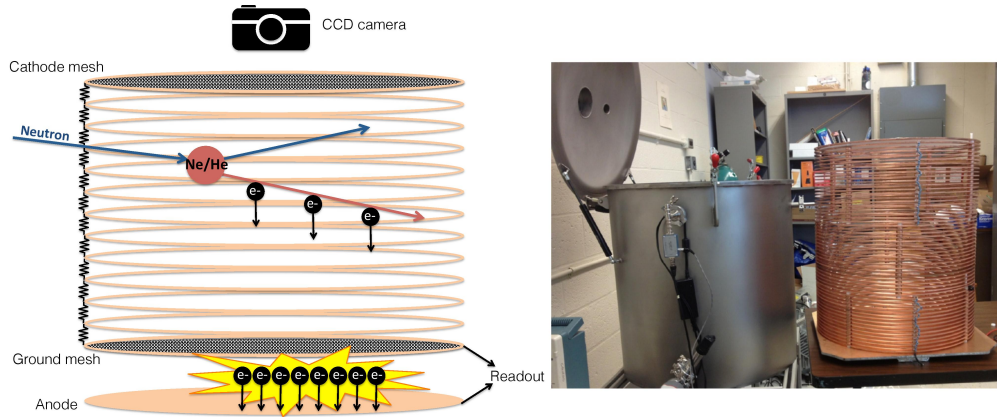 CCD camera
Cathode mesh
Neutron
Ne/He
e-
e-
e-
Ground mesh
e- e- e- e- e- e- e- e-
Readout
Anode